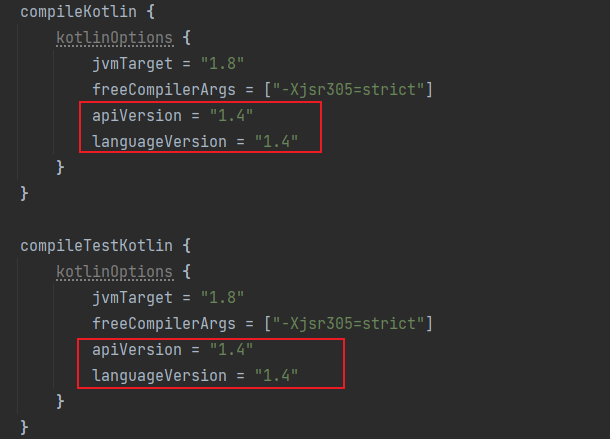 compileKotlin {
kotlinOptions {
jvmTarget = "1.8"
freeCompilerArgs = ["-Xjsr305=strict"]
apiVersion = "1.4"
languageVersion = "1.4"
}
}
compileTestKotlin {
kotlinOptions {
jvmTarget = "1.8"
freeCompilerArgs = ["-Xjsr305=strict"]
apiVersion = "1.4"
languageVersion = "1.4"
}
}